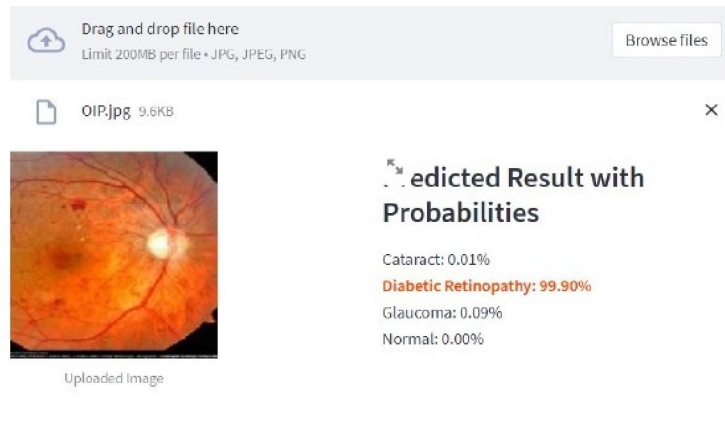 Drag and drop file here
Limit 200MB per file • JPG, JPEG, PNG
Browse files
OIP.jpg 9.6KB
edicted Result with
Probabilities
Cataract: 0.01%
Diabetic Retinopathy: 99.90%
Glaucoma: 0.09%
Normal: 0.00%
Uploaded Image